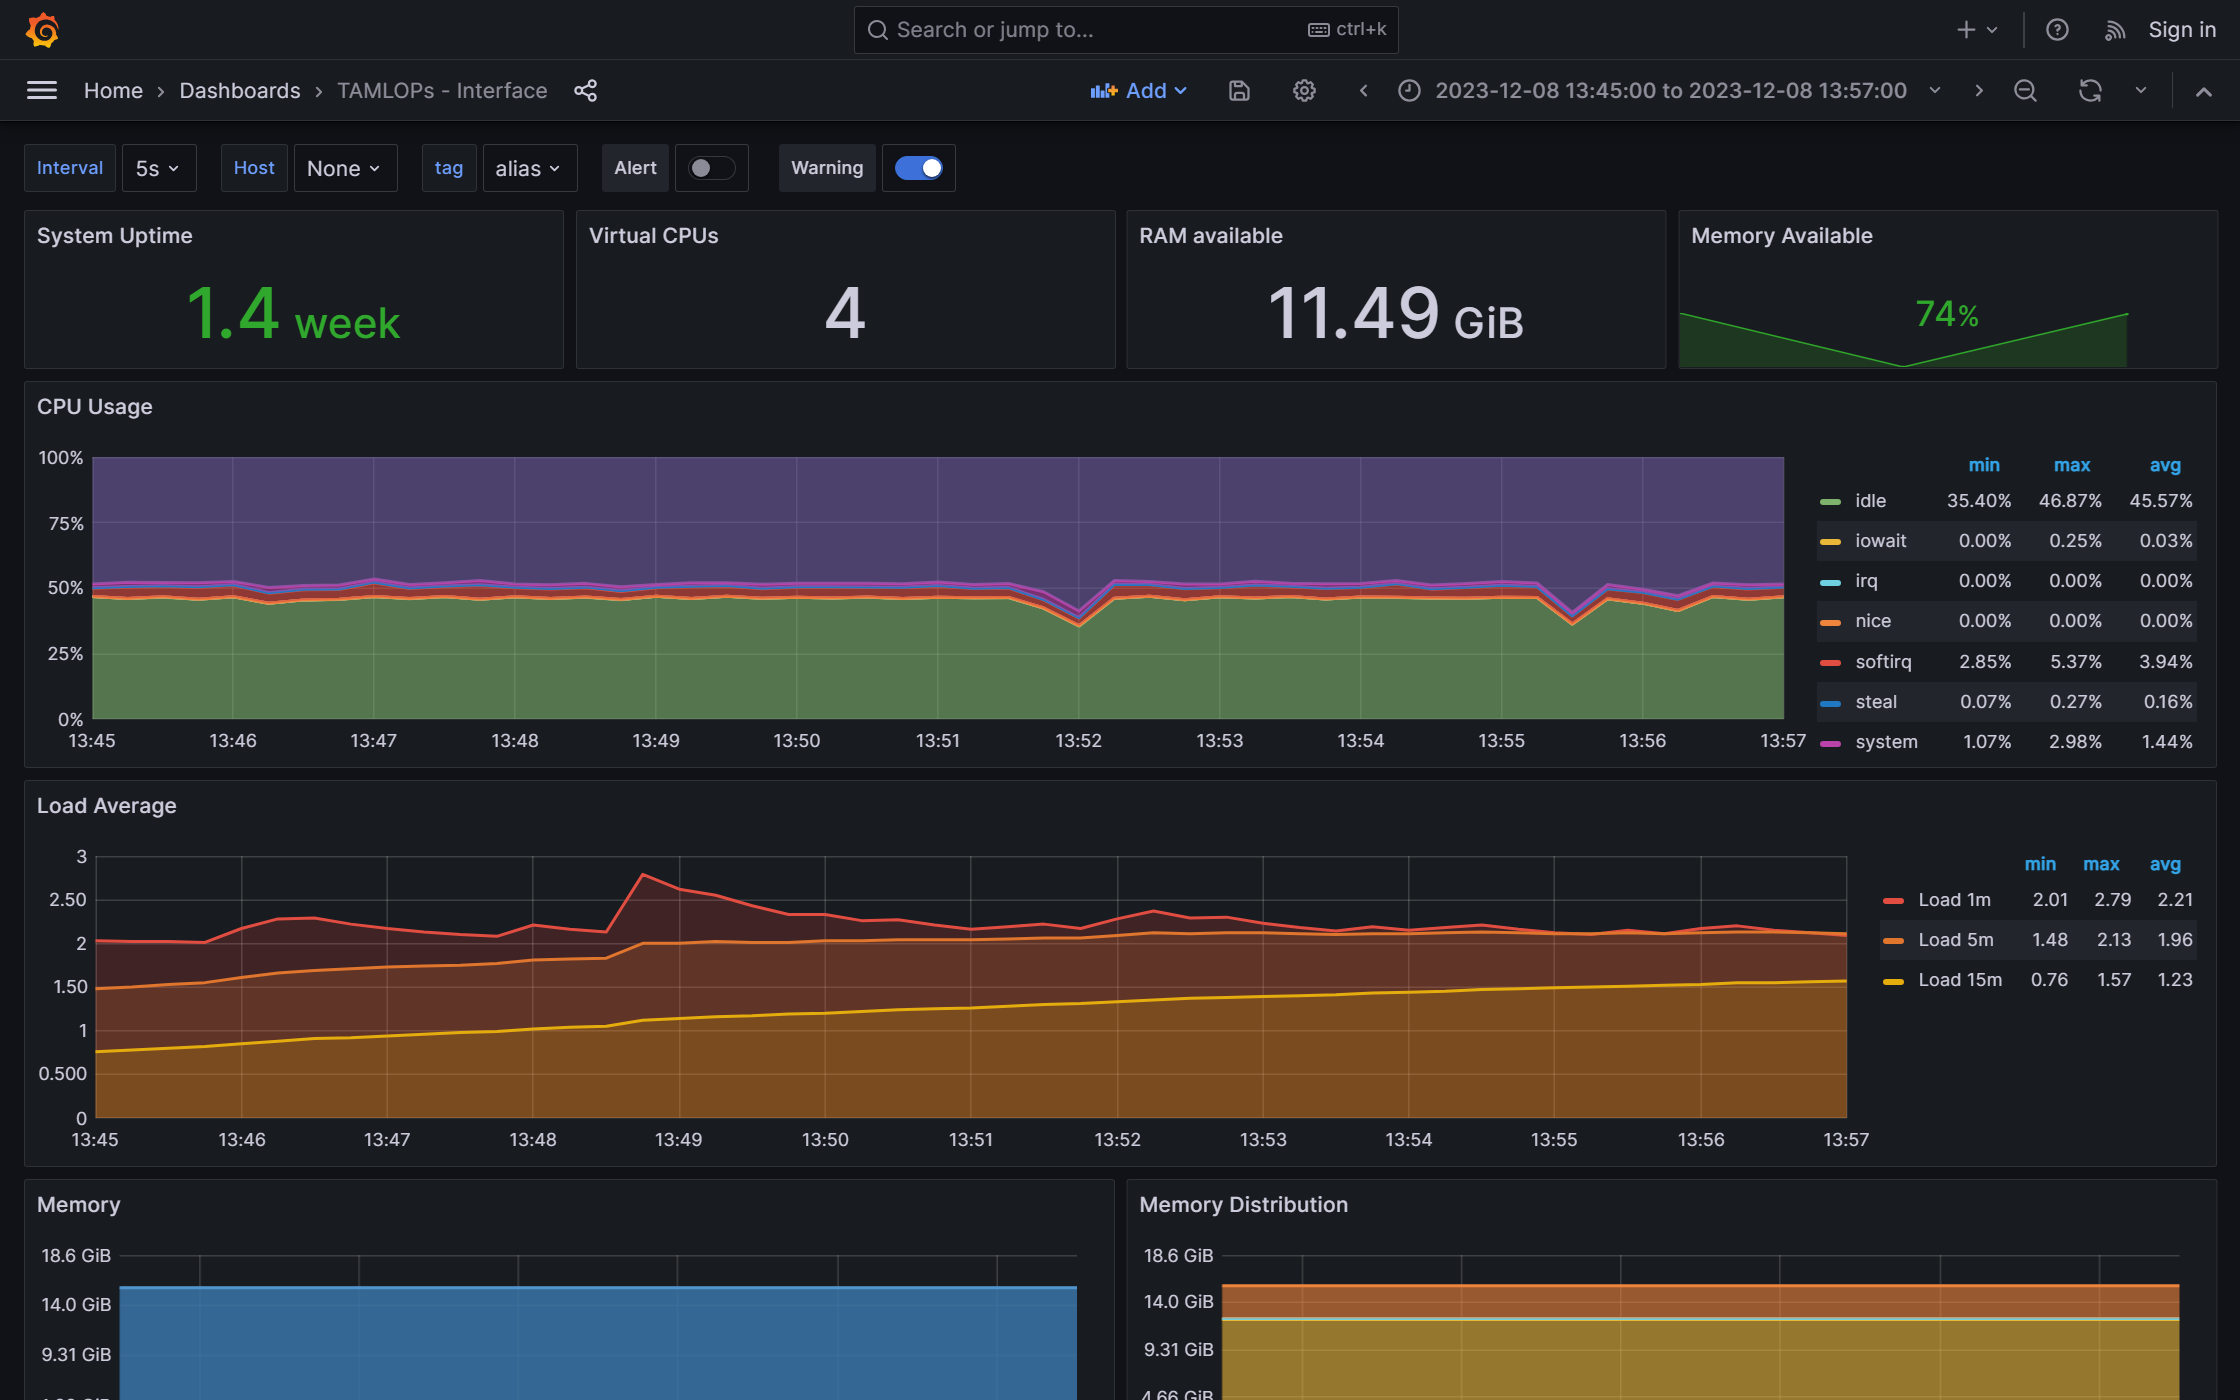 Search or jump to... ctrl+k Sign in
Home › Dashboards › TAMLOPs - Interface Add 2023-12-08 13:45:00 to 2023-12-08 13:57:00
Interval 5s Host None tag alias Alert Warning
System Uptime
1.4 week
Virtual CPUs
4
RAM available
11.49 GiB
Memory Available
74%
CPU Usage
100%
75%
50%
25%
0%
13:45 13:46 13:47 13:48 13:49 13:50 13:51 13:52 13:53 13:54 13:55 13:56 13:57
min max avg
idle 35.40% 46.87% 45.57%
iowait 0.00% 0.25% 0.03%
irq 0.00% 0.00% 0.00%
nice 0.00% 0.00% 0.00%
softirq 2.85% 5.37% 3.94%
steal 0.07% 0.27% 0.16%
system 1.07% 2.98% 1.44%
Load Average
3
2.50
2
1.50
1
0.500
0
13:45 13:46 13:47 13:48 13:49 13:50 13:51 13:52 13:53 13:54 13:55 13:56 13:57
min max avg
Load 1m 2.01 2.79 2.21
Load 5m 1.48 2.13 1.96
Load 15m 0.76 1.57 1.23
Memory
18.6 GiB
14.0 GiB
9.31 GiB
Memory Distribution
18.6 GiB
14.0 GiB
9.31 GiB
4.66 GiB